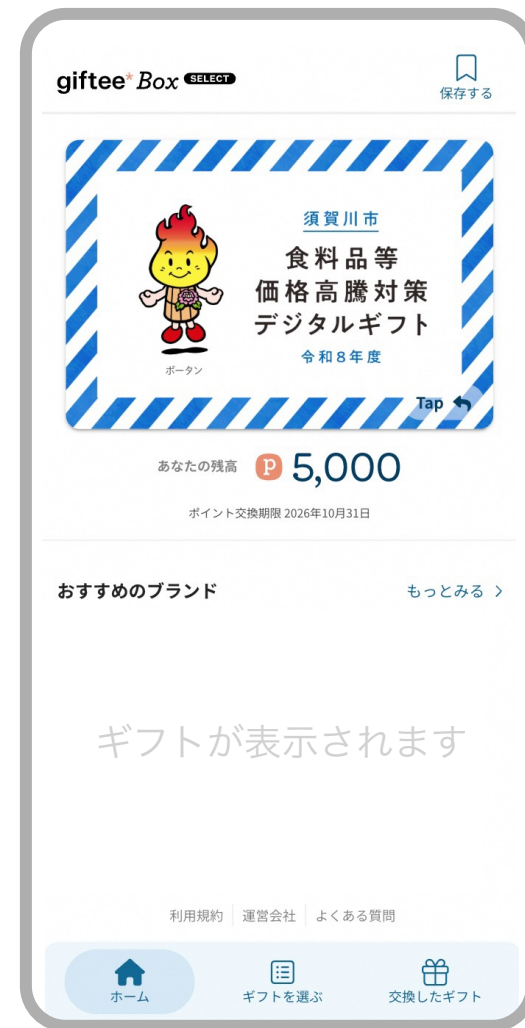 giftee* Box SELECT
保存する
須賀川市
食料品等
価格高騰対策
デジタルギフト
令和8年度
ボータン
Tap
あなたの残高 p 5,000
ポイント交換期限 2026年10月31日
おすすめのブランド もっとみる >
ギフトが表示されます
利用規約 運営会社 よくある質問
ホーム ギフトを選ぶ 交換したギフト